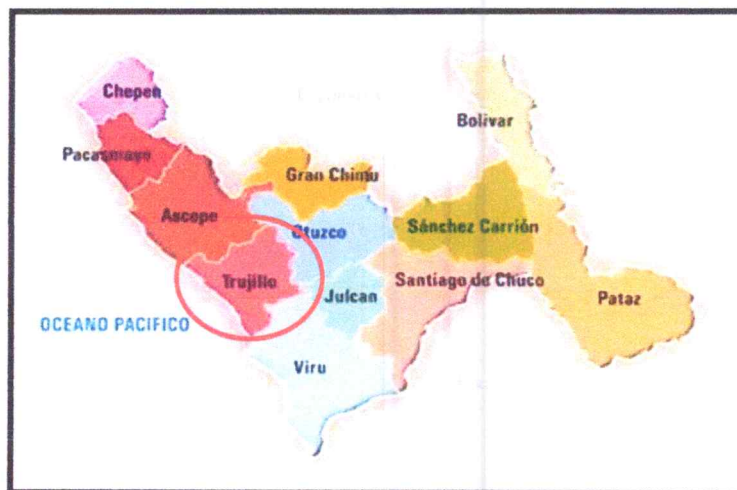 Chepen
Bolivar
Pacasmayo
Gran Chimu
Ascope
Otuzco
Sánchez Carrión
Trujillo
Santiago de Chuco
Julcan
Pataz
OCEANO PACIFICO
Viru